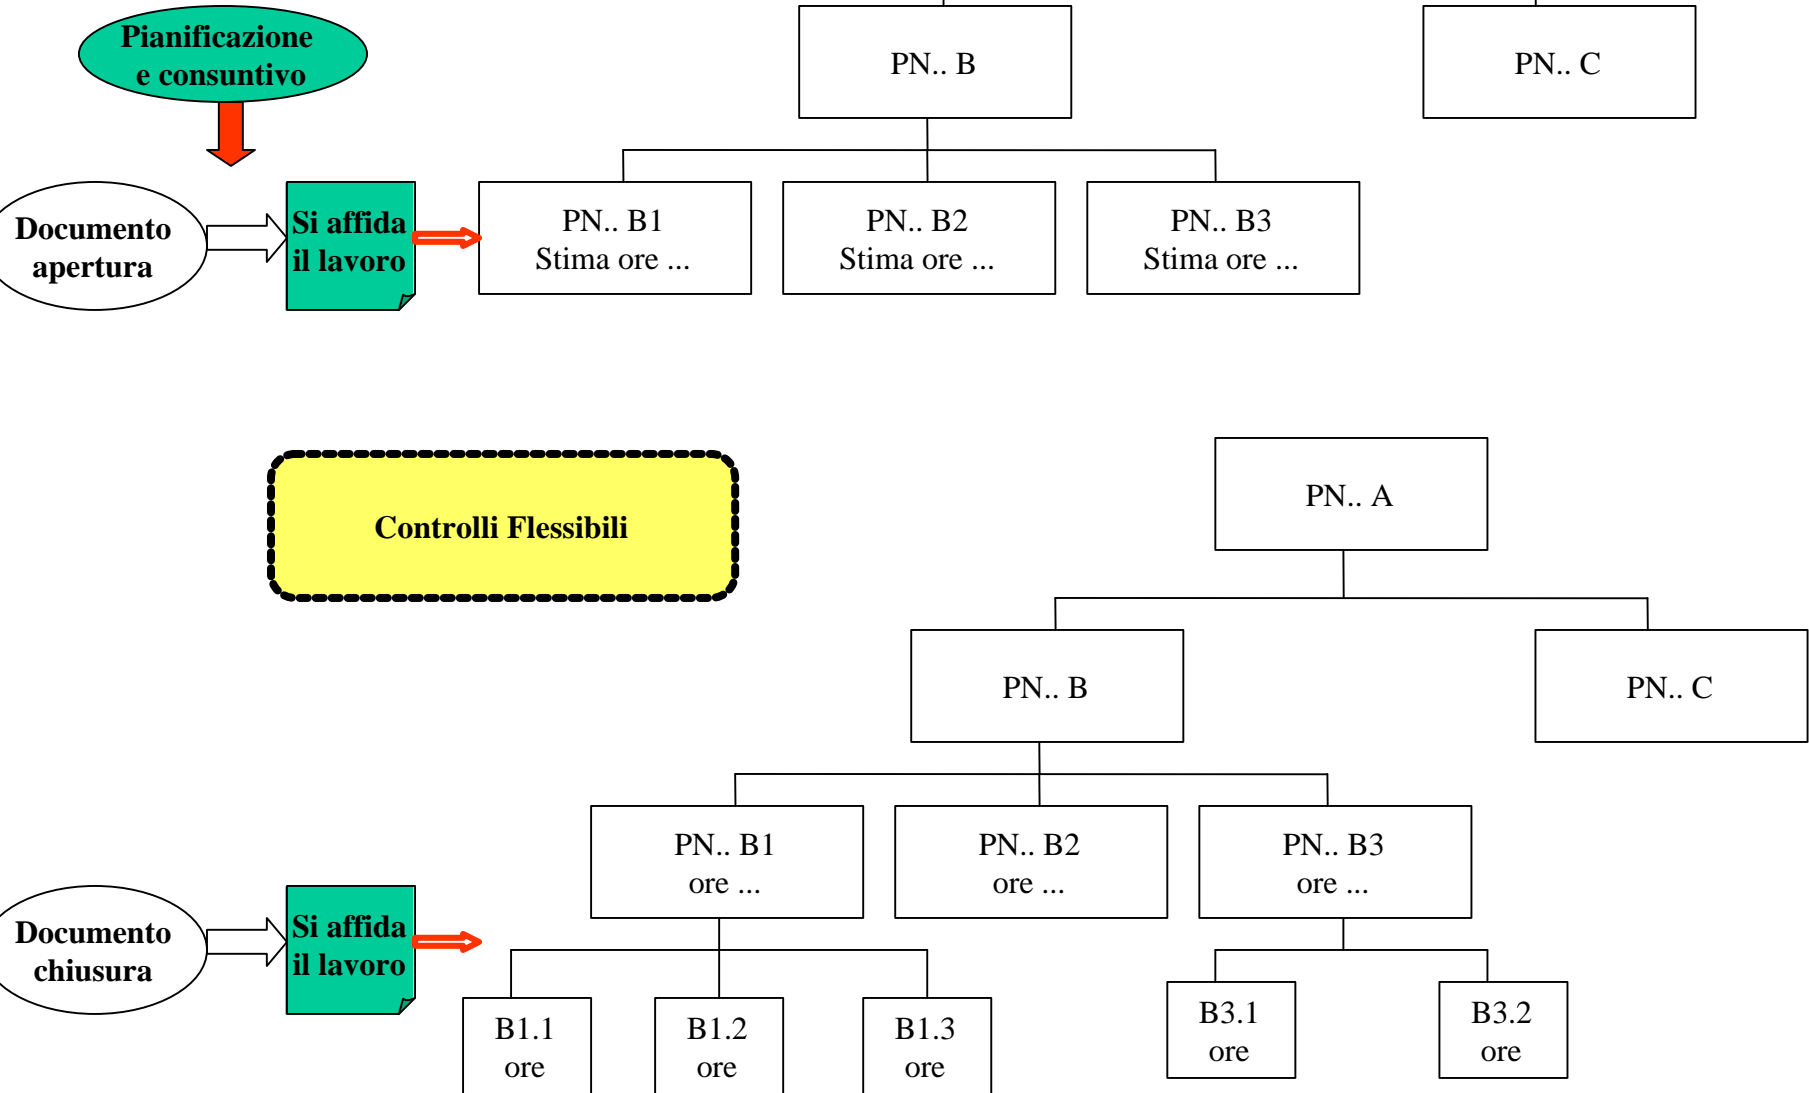 Pianificazione
e consuntivo
PN.. B
PN.. C
Documento
apertura
Si affida
il lavoro
PN.. B1
Stima ore ...
PN.. B2
Stima ore ...
PN.. B3
Stima ore ...
Controlli Flessibili
PN.. A
PN.. B
PN.. C
PN.. B1
ore ...
PN.. B2
ore ...
PN.. B3
ore ...
Documento
chiusura
Si affida
il lavoro
B1.1
ore
B1.2
ore
B1.3
ore
B3.1
ore
B3.2
ore